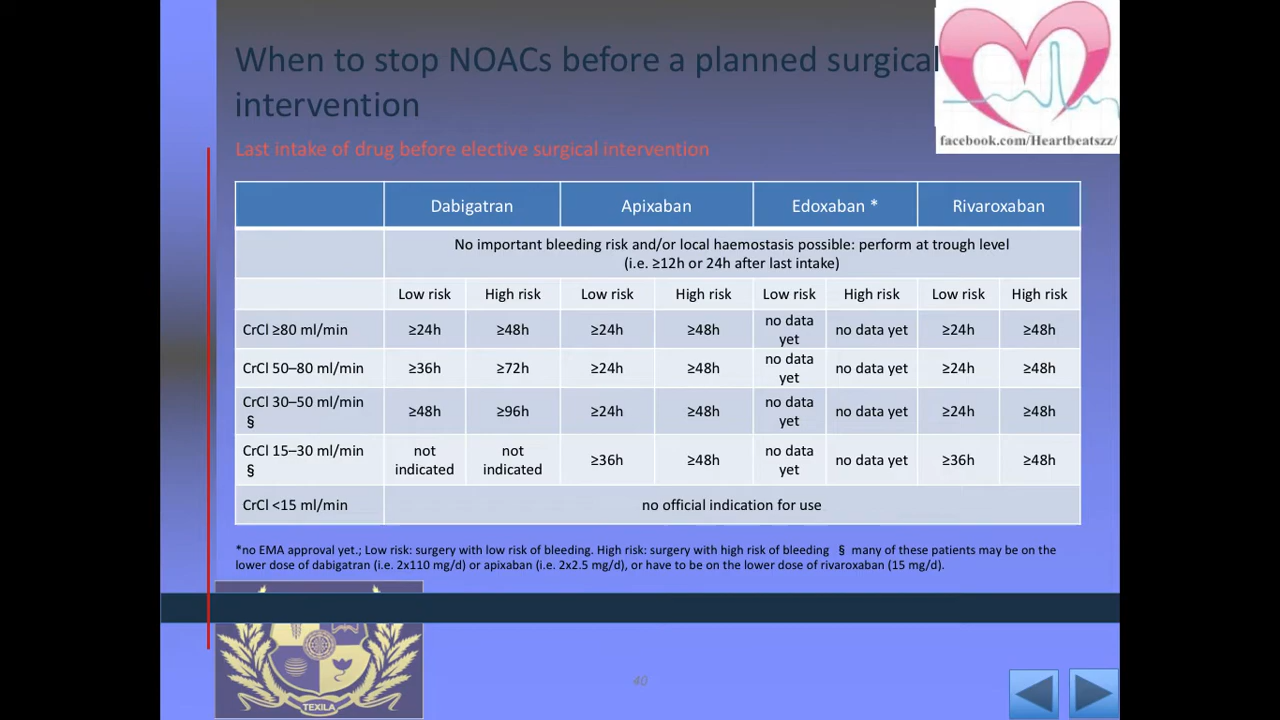 When to stop NOACs before a planned surgical
intervention
facebook.com/Heartbeatszz/
Last intake of drug before elective surgical intervention
Dabigatran Apixaban Edoxaban * Rivaroxaban
No important bleeding risk and/or local haemostasis possible: perform at trough level
(i.e. ≥12h or 24h after last intake)
Low risk High risk Low risk High risk Low risk High risk Low risk High risk
CrCl ≥80 ml/min ≥24h ≥48h ≥24h ≥48h no data yet no data yet ≥24h ≥48h
CrCl 50–80 ml/min ≥36h ≥72h ≥24h ≥48h no data yet no data yet ≥24h ≥48h
CrCl 30–50 ml/min § ≥48h ≥96h ≥24h ≥48h no data yet no data yet ≥24h ≥48h
CrCl 15–30 ml/min § not indicated not indicated ≥36h ≥48h no data yet no data yet ≥36h ≥48h
CrCl <15 ml/min no official indication for use
*no EMA approval yet.; Low risk: surgery with low risk of bleeding. High risk: surgery with high risk of bleeding § many of these patients may be on the
lower dose of dabigatran (i.e. 2x110 mg/d) or apixaban (i.e. 2x2.5 mg/d), or have to be on the lower dose of rivaroxaban (15 mg/d).
TEXILA
40